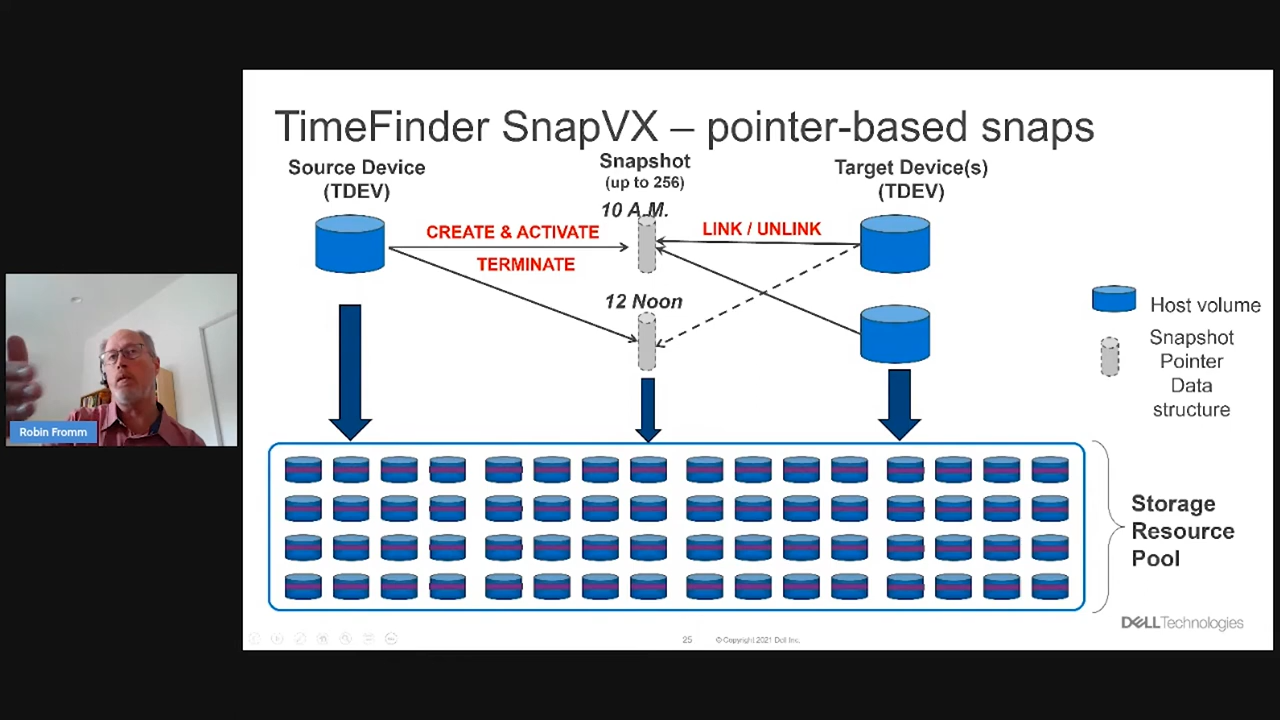 TimeFinder SnapVX – pointer-based snaps
Source Device
(TDEV)
Snapshot
(up to 256)
Target Device(s)
(TDEV)
10 A.M.
CREATE & ACTIVATE
TERMINATE
LINK / UNLINK
12 Noon
Host volume
Snapshot
Pointer
Data
structure
Robin Fromm
Storage
Resource
Pool
DELLTechnologies
25
© Copyright 2021 Dell Inc.